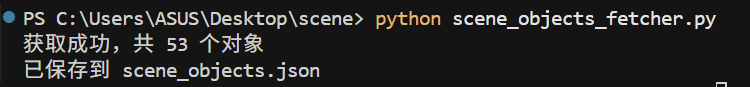 PS C:\Users\ASUS\Desktop\scene> python scene_objects_fetcher.py
获取成功，共 53 个对象
已保存到 scene_objects.json